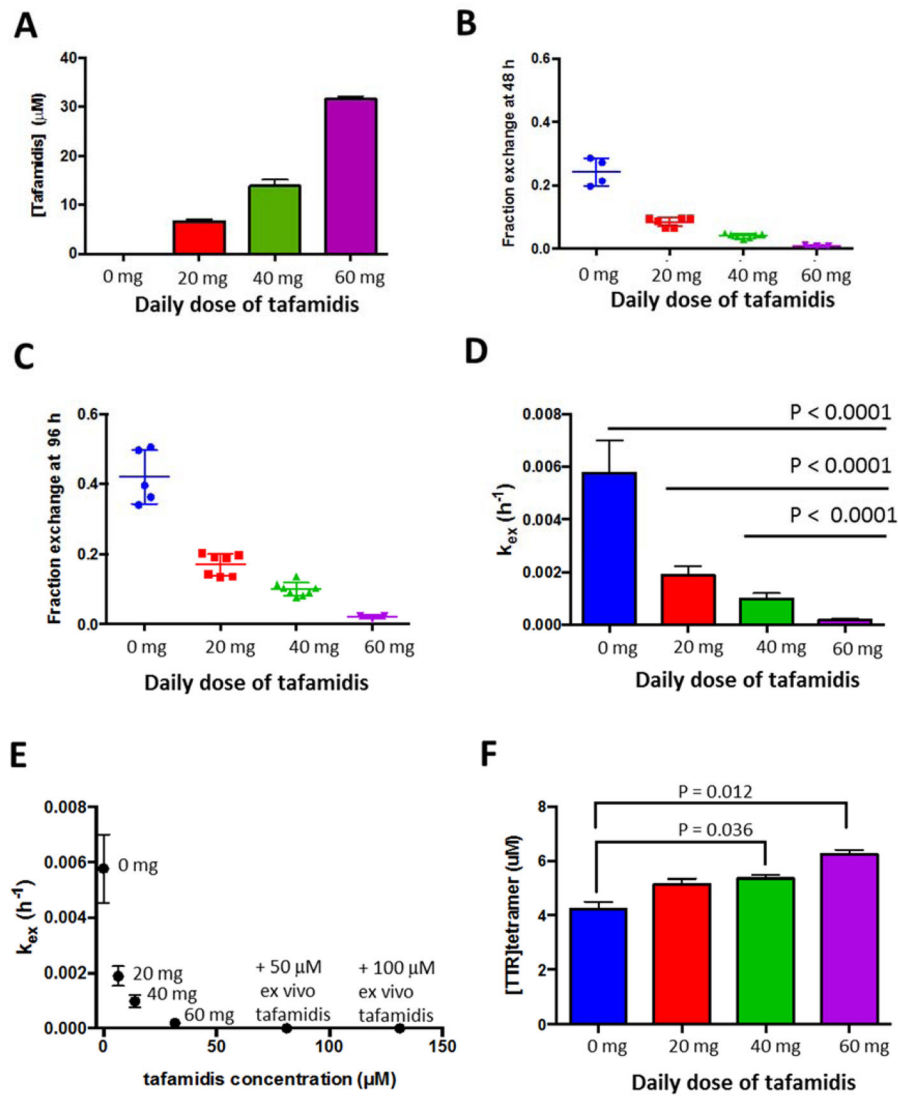 A
[Tafamidis] (µM)
40
30
20
10
0
0 mg
20 mg
40 mg
60 mg
Daily dose of tafamidis
B
Fraction exchange at 48 h
0.6
0.4
0.2
0.0
0 mg
20 mg
40 mg
60 mg
Daily dose of tafamidis
C
Fraction exchange at 96 h
0.6
0.4
0.2
0.0
0 mg
20 mg
40 mg
60 mg
Daily dose of tafamidis
D
kex (h-1)
0.008
0.006
0.004
0.002
0.000
P < 0.0001
P < 0.0001
P < 0.0001
0 mg
20 mg
40 mg
60 mg
Daily dose of tafamidis
E
kex (h-1)
0.008
0.006
0.004
0.002
0.000
0 mg
20 mg
40 mg
60 mg
+ 50 µM
ex vivo
tafamidis
+ 100 µM
ex vivo
tafamidis
0
50
100
150
tafamidis concentration (µM)
F
[TTR]tetramer (uM)
8
6
4
2
0
P = 0.012
P = 0.036
0 mg
20 mg
40 mg
60 mg
Daily dose of tafamidis